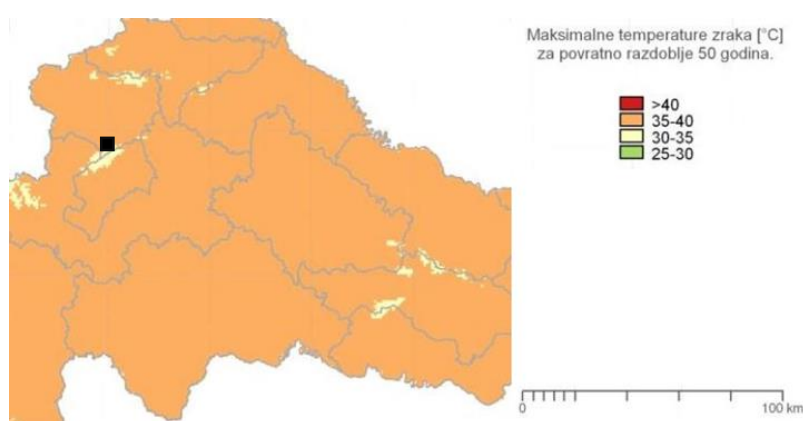 Maksimalne temperature zraka [°C]
za povratno razdoblje 50 godina.
>40
35-40
30-35
25-30
0
100 km